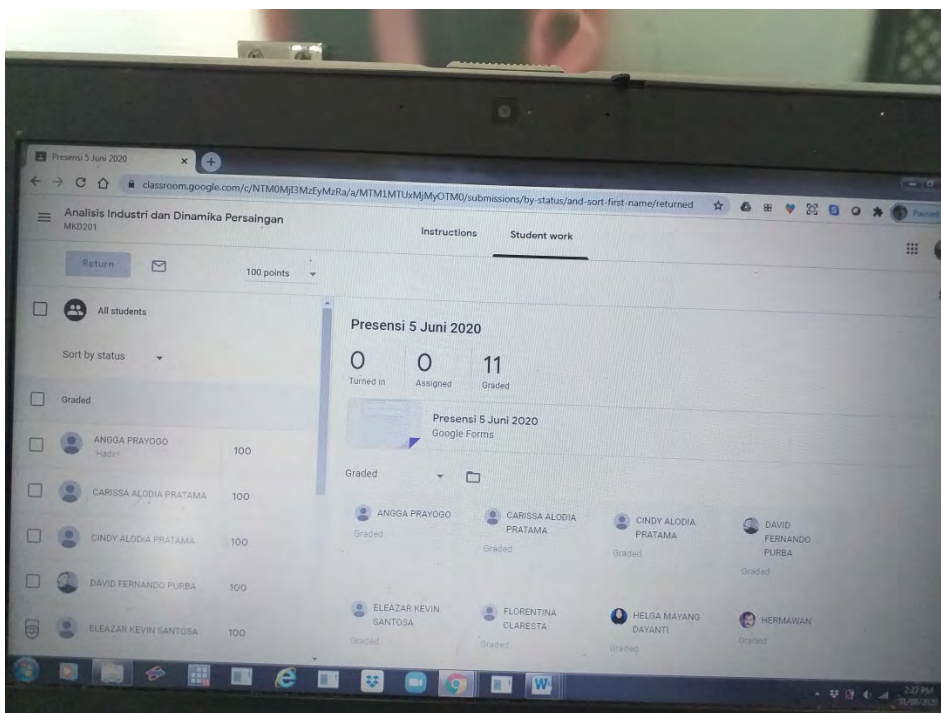 Presensi 5 Juni 2020
classroom.google.com/c/NTM0MjI3MzEyMzRa/a/MTM1MTUxMjMyOTM0/submissions/by-status/and-sort-first-name/returned
Paused
Analisis Industri dan Dinamika Persaingan
MKD201
Instructions
Student work
Return
100 points
All students
Sort by status
Graded
ANGGA PRAYOGO
"Hadir"
100
CARISSA ALODIA PRATAMA
100
CINDY ALODIA PRATAMA
100
DAVID FERNANDO PURBA
100
ELEAZAR KEVIN SANTOSA
100
Presensi 5 Juni 2020
0
Turned in
0
Assigned
11
Graded
Presensi 5 Juni 2020
Google Forms
Graded
ANGGA PRAYOGO
Graded
CARISSA ALODIA
PRATAMA
Graded
CINDY ALODIA
PRATAMA
Graded
DAVID
FERNANDO
PURBA
Graded
ELEAZAR KEVIN
SANTOSA
Graded
FLORENTINA
CLARESTA
Graded
HELGA MAYANG
DAYANTI
Graded
HERMAWAN
Graded
2:27 PM